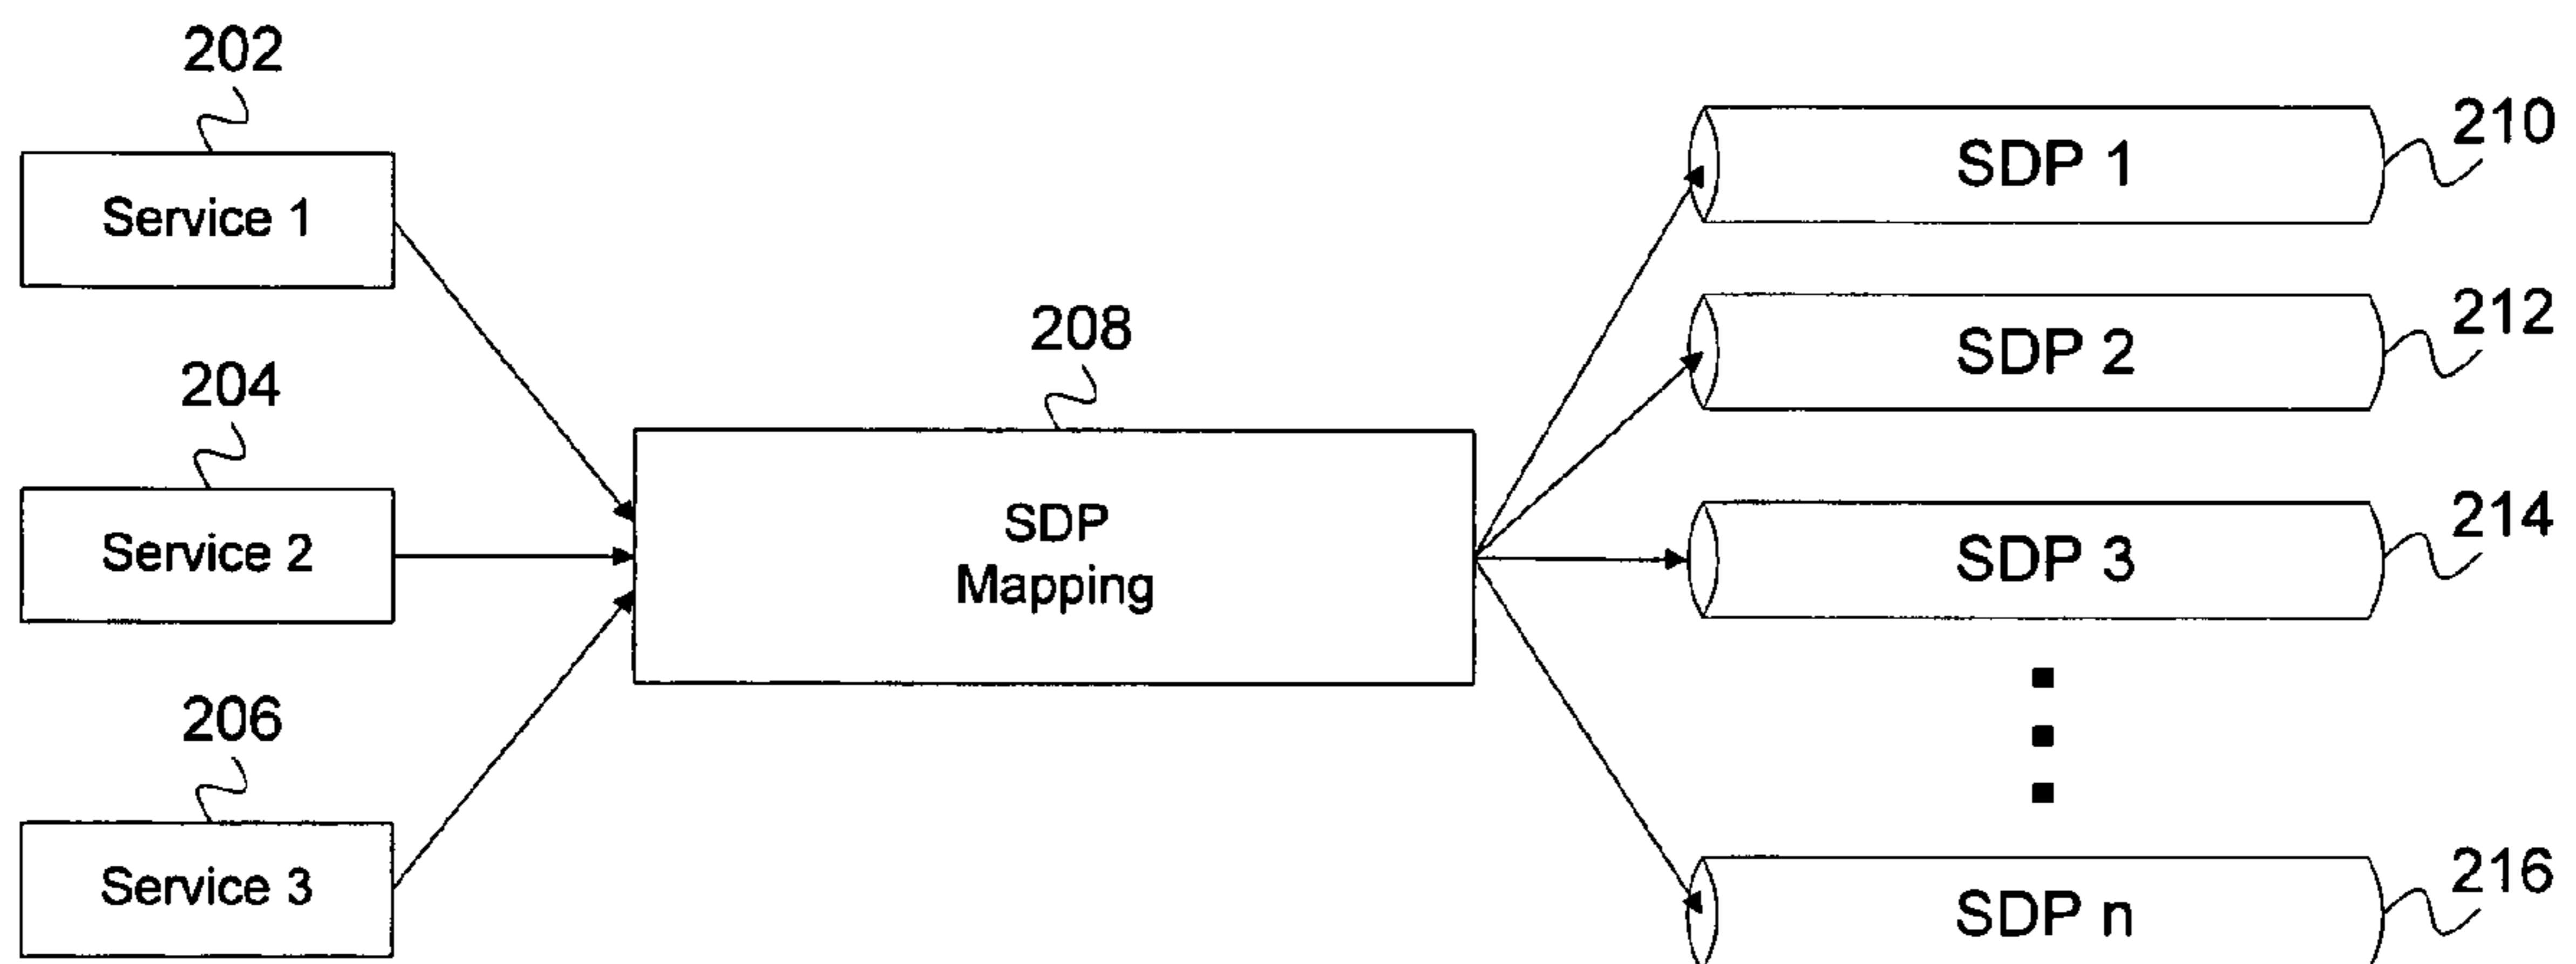 202
Service 1
204
Service 2
206
Service 3
208
SDP
Mapping
SDP 1
210
SDP 2
212
SDP 3
214
SDP n
216